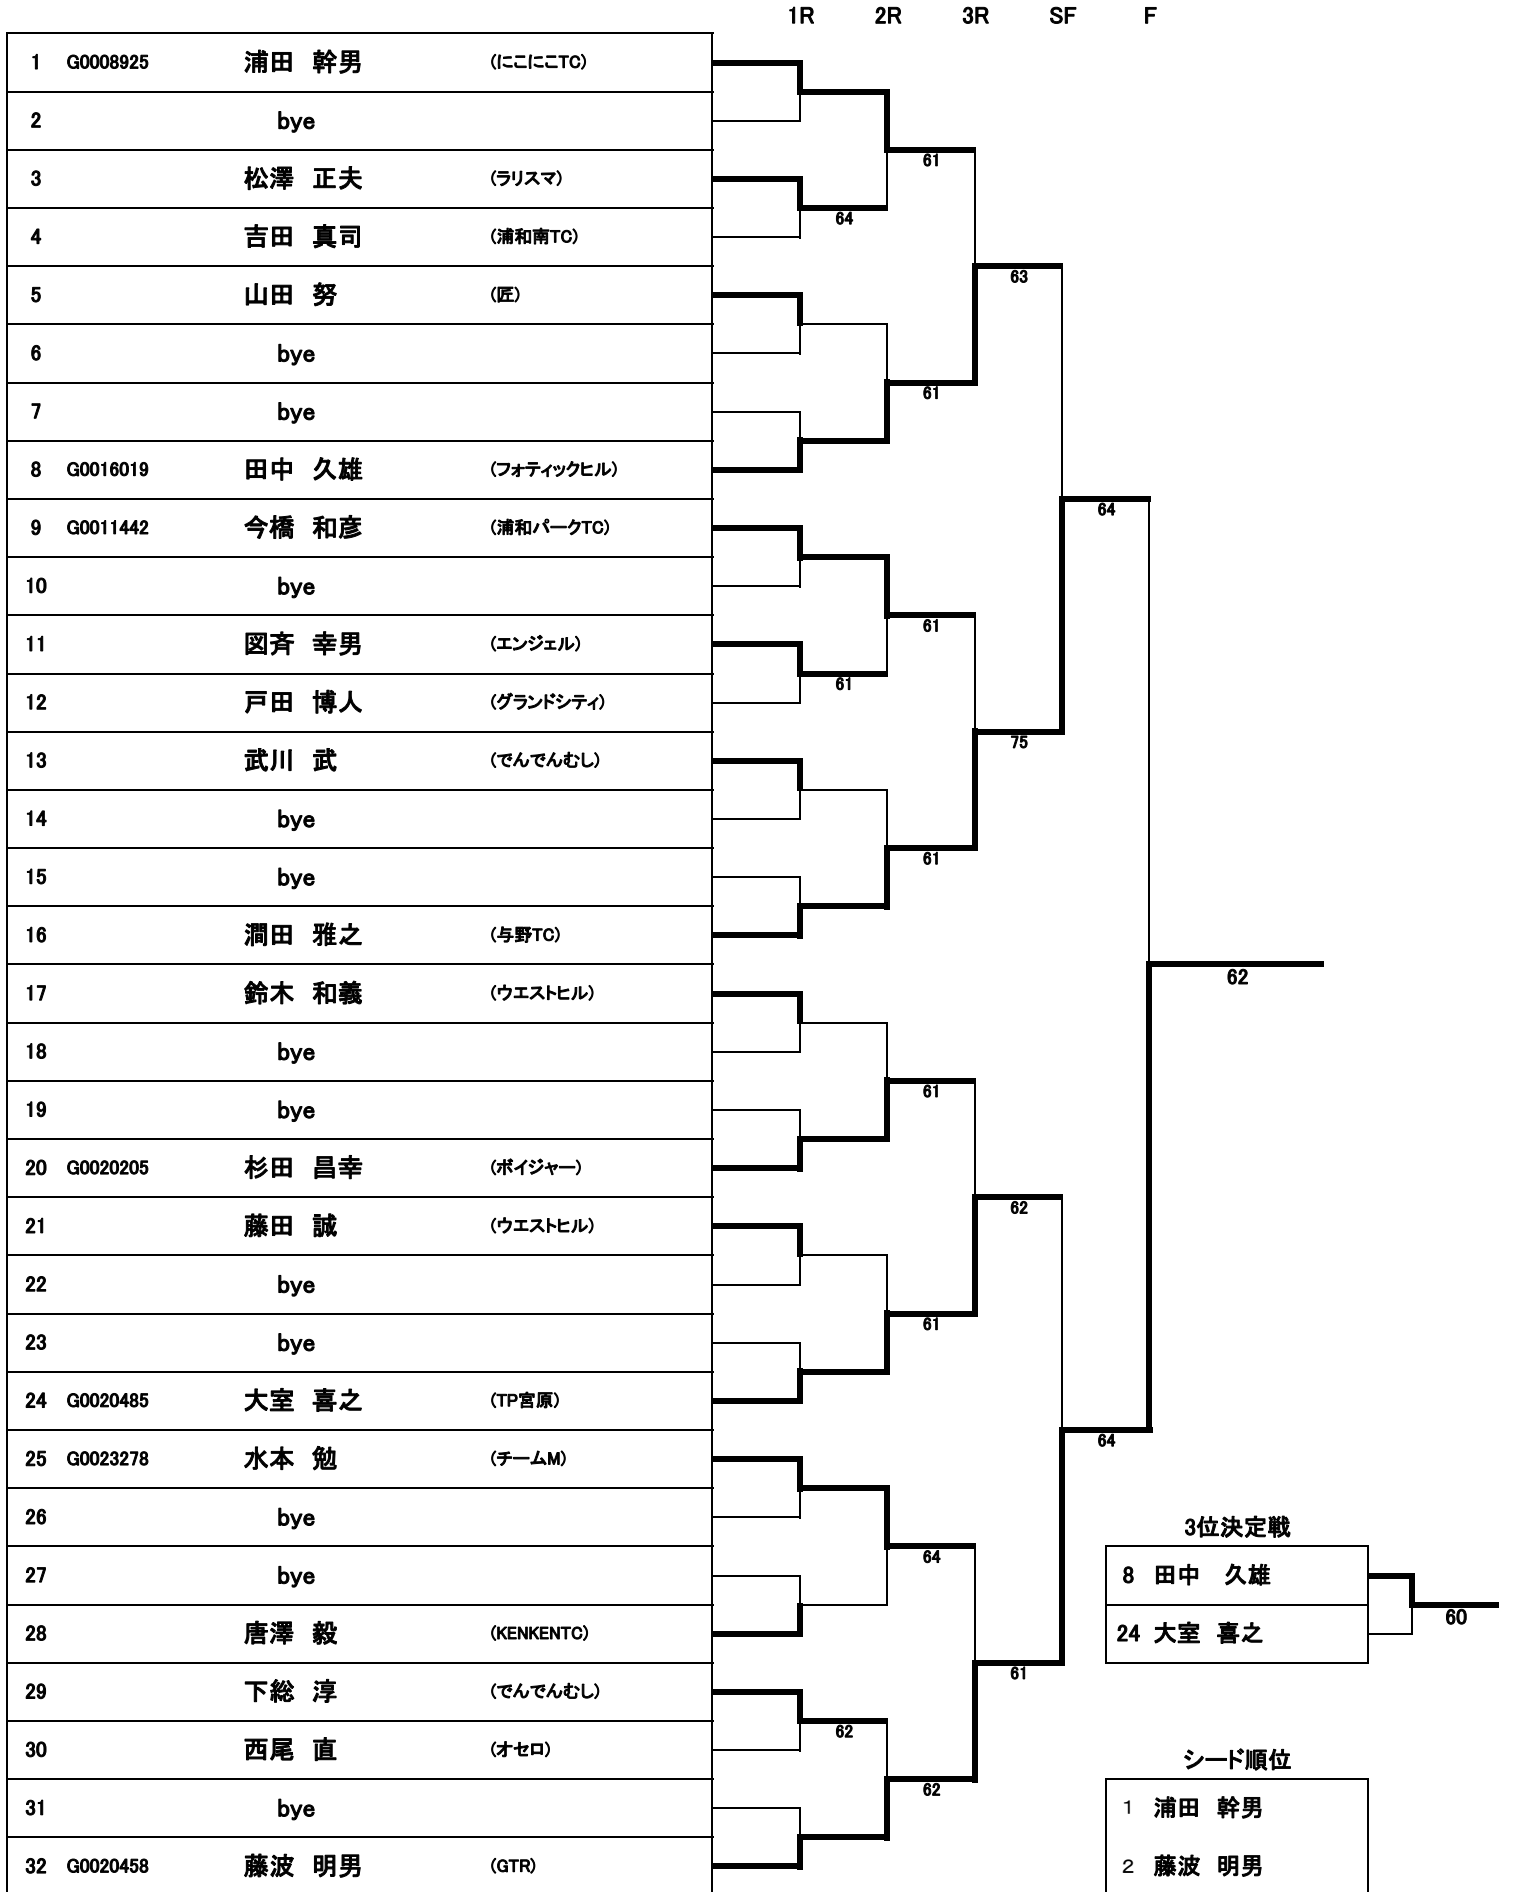 1R 2R 3R SF F
1 G0008925 浦田 幹男 (にこにこTC)
2 bye
61
3 松澤 正夫 (ラリスマ)
64
4 吉田 真司 (浦和南TC)
63
5 山田 努 (匠)
6 bye
61
7 bye
8 G0016019 田中 久雄 (フォティックヒル)
64
9 G0011442 今橋 和彦 (浦和パークTC)
10 bye
61
11 図斉 幸男 (エンジェル)
61
12 戸田 博人 (グランドシティ)
75
13 武川 武 (でんでんむし)
14 bye
61
15 bye
16 澗田 雅之 (与野TC)
62
17 鈴木 和義 (ウエストヒル)
18 bye
61
19 bye
20 G0020205 杉田 昌幸 (ボイジャー)
62
21 藤田 誠 (ウエストヒル)
22 bye
61
23 bye
24 G0020485 大室 喜之 (TP宮原)
64
25 G0023278 水本 勉 (チームM)
26 bye
3位決定戦
64
27 bye
8 田中 久雄
60
28 唐澤 毅 (KENKENTC)
24 大室 喜之
61
29 下総 淳 (でんでんむし)
62
30 西尾 直 (オセロ)
シード順位
62
31 bye
1 浦田 幹男
32 G0020458 藤波 明男 (GTR)
2 藤波 明男